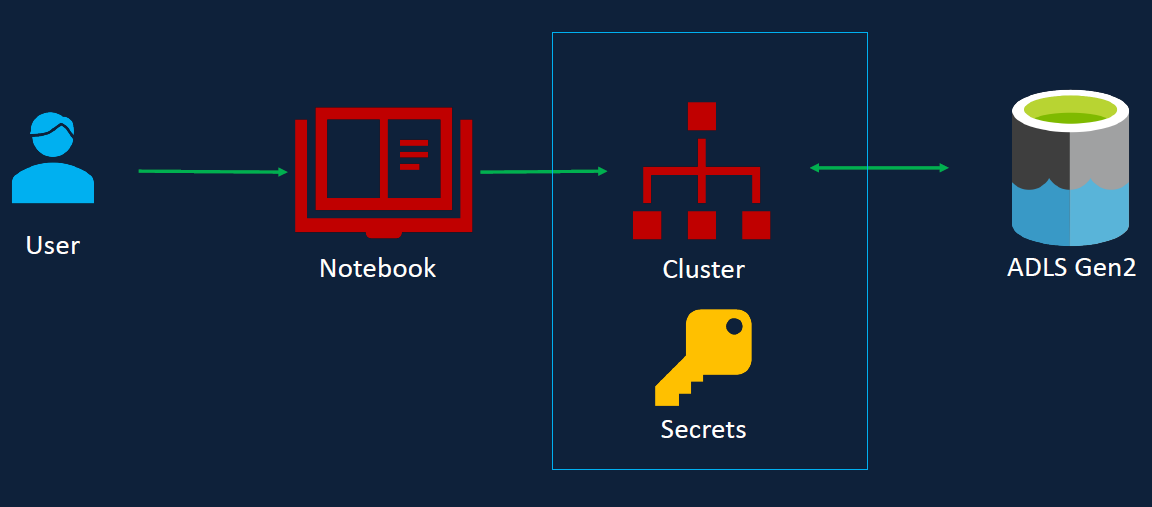 User
Notebook
Cluster
ADLS Gen2
Secrets